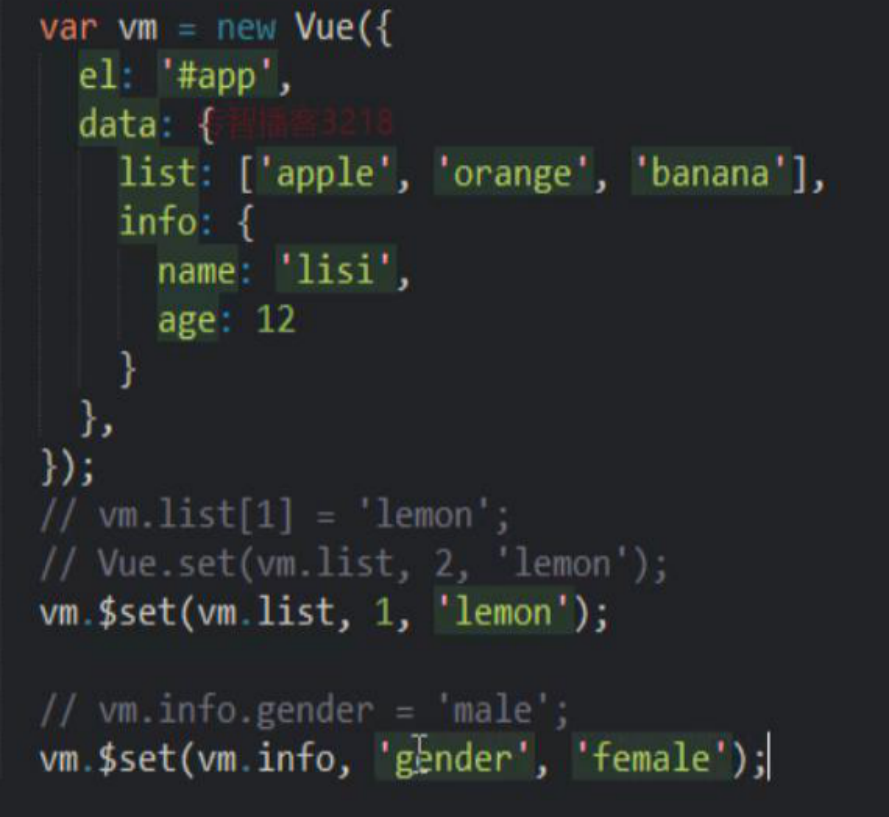 var vm = new Vue({
  el: '#app',
  data: {
    list: ['apple', 'orange', 'banana'],
    info: {
      name: 'lisi',
      age: 12
    }
  },
});
// vm.list[1] = 'lemon';
// Vue.set(vm.list, 2, 'lemon');
vm.$set(vm.list, 1, 'lemon');
// vm.info.gender = 'male';
vm.$set(vm.info, 'gender', 'female');